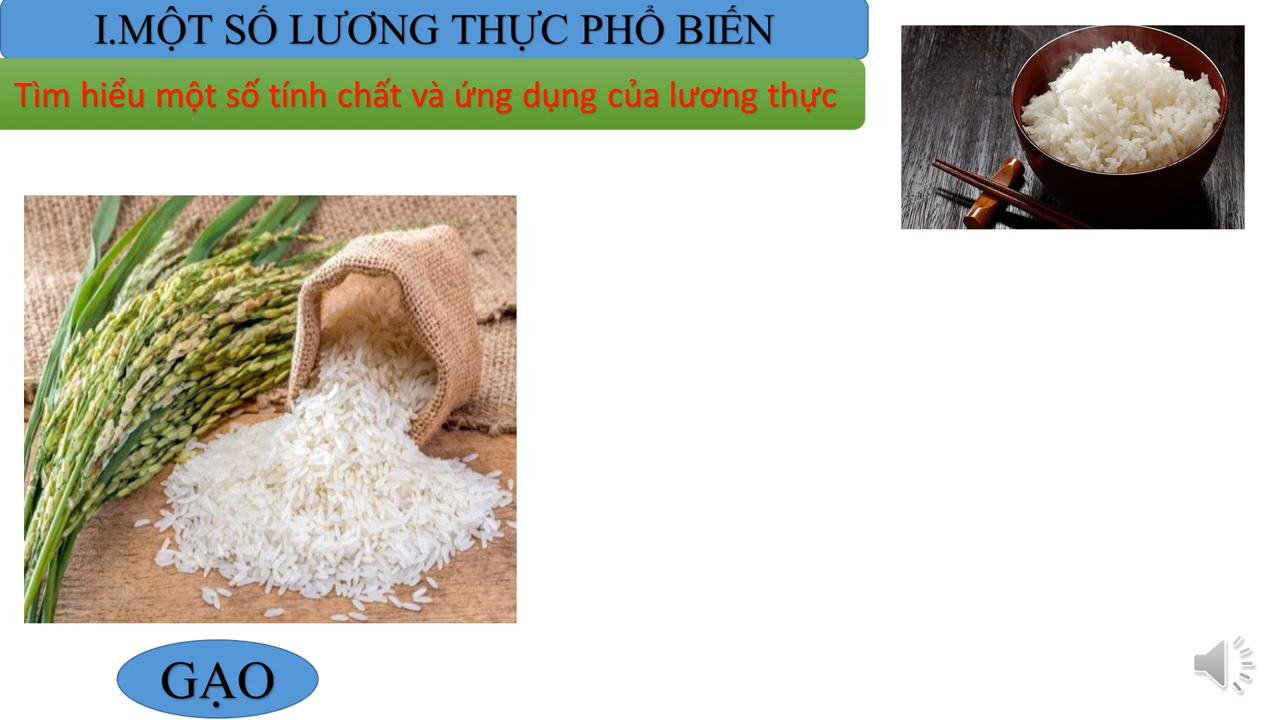 I.MỘT SỐ LƯƠNG THỰC PHỔ BIẾN
Tìm hiểu một số tính chất và ứng dụng của lương thực
GẠO